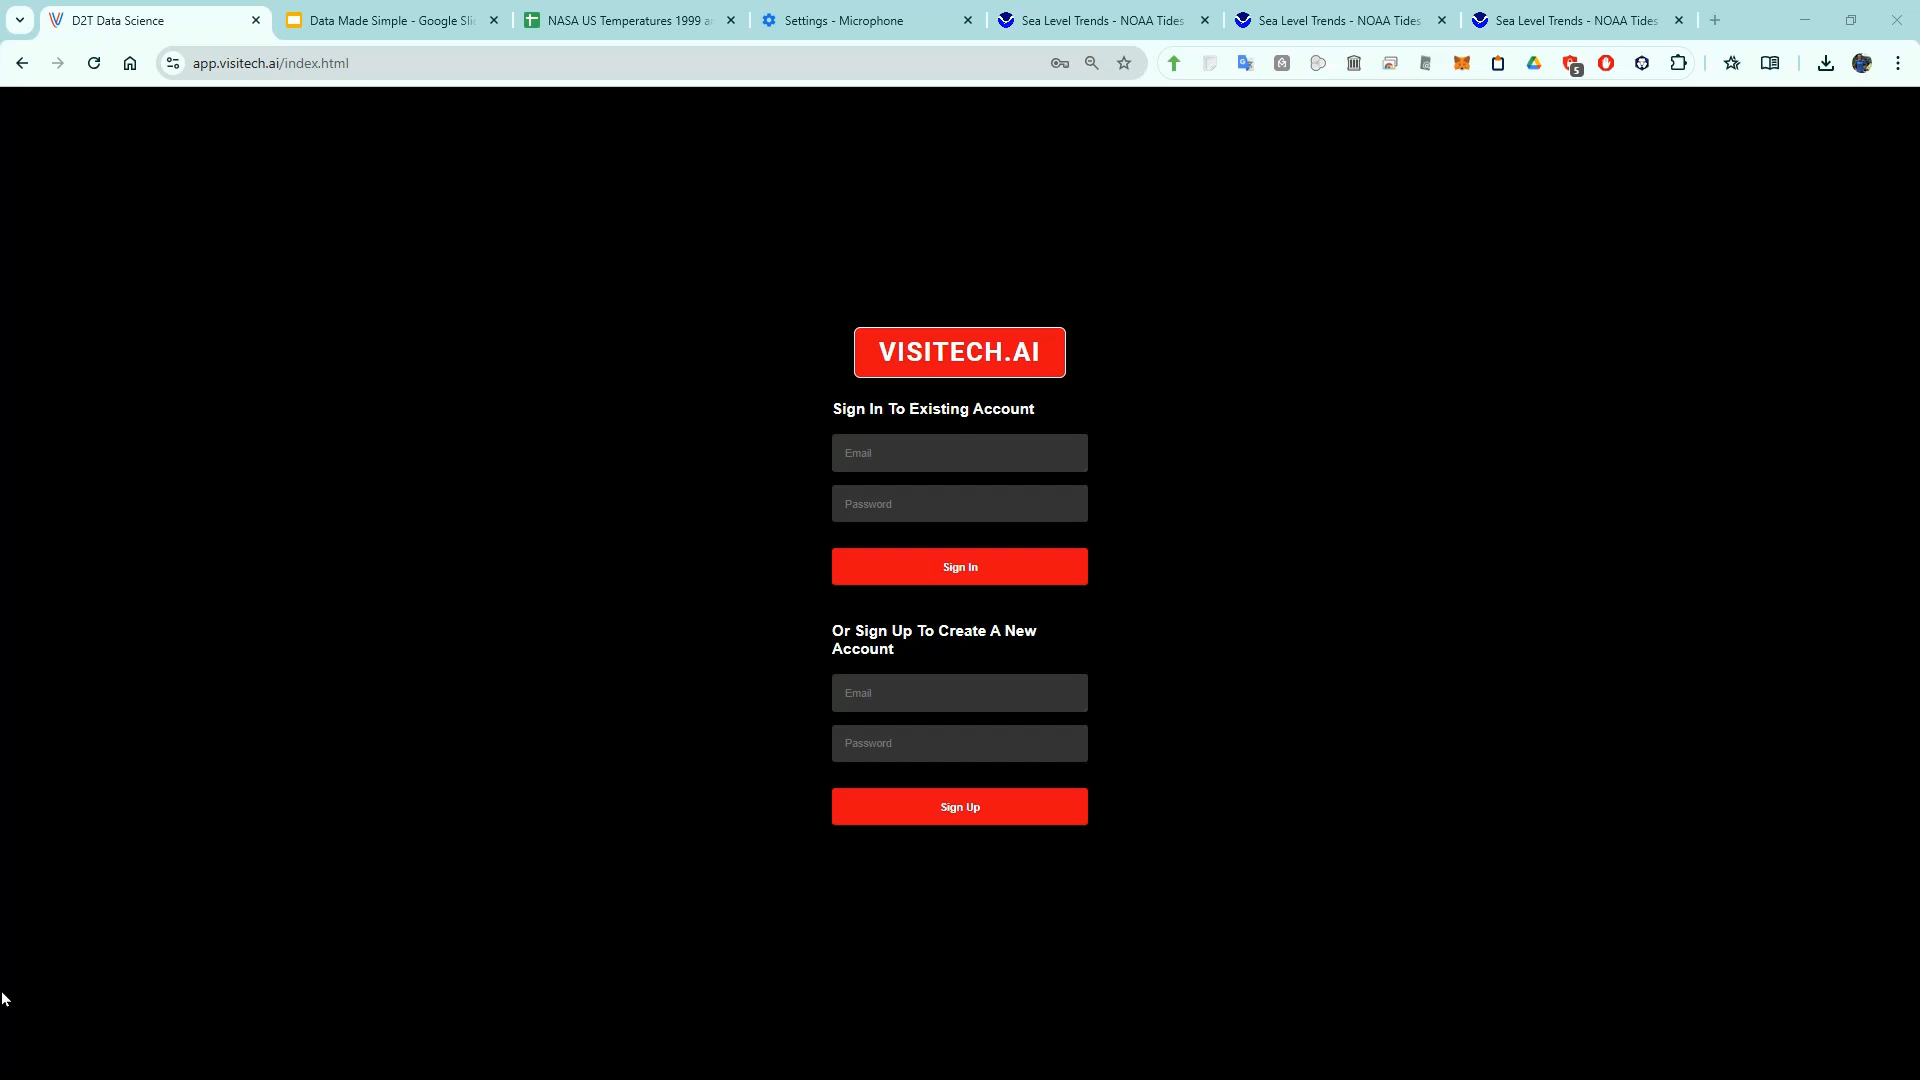 D2T Data Science
Data Made Simple - Google Sli
NASA US Temperatures 1999 a
Settings - Microphone
Sea Level Trends - NOAA Tides
Sea Level Trends - NOAA Tides
Sea Level Trends - NOAA Tides
app.visitech.ai/index.html
5
VISITECH.AI
Sign In To Existing Account
Email
Password
Sign In
Or Sign Up To Create A New
Account
Email
Password
Sign Up